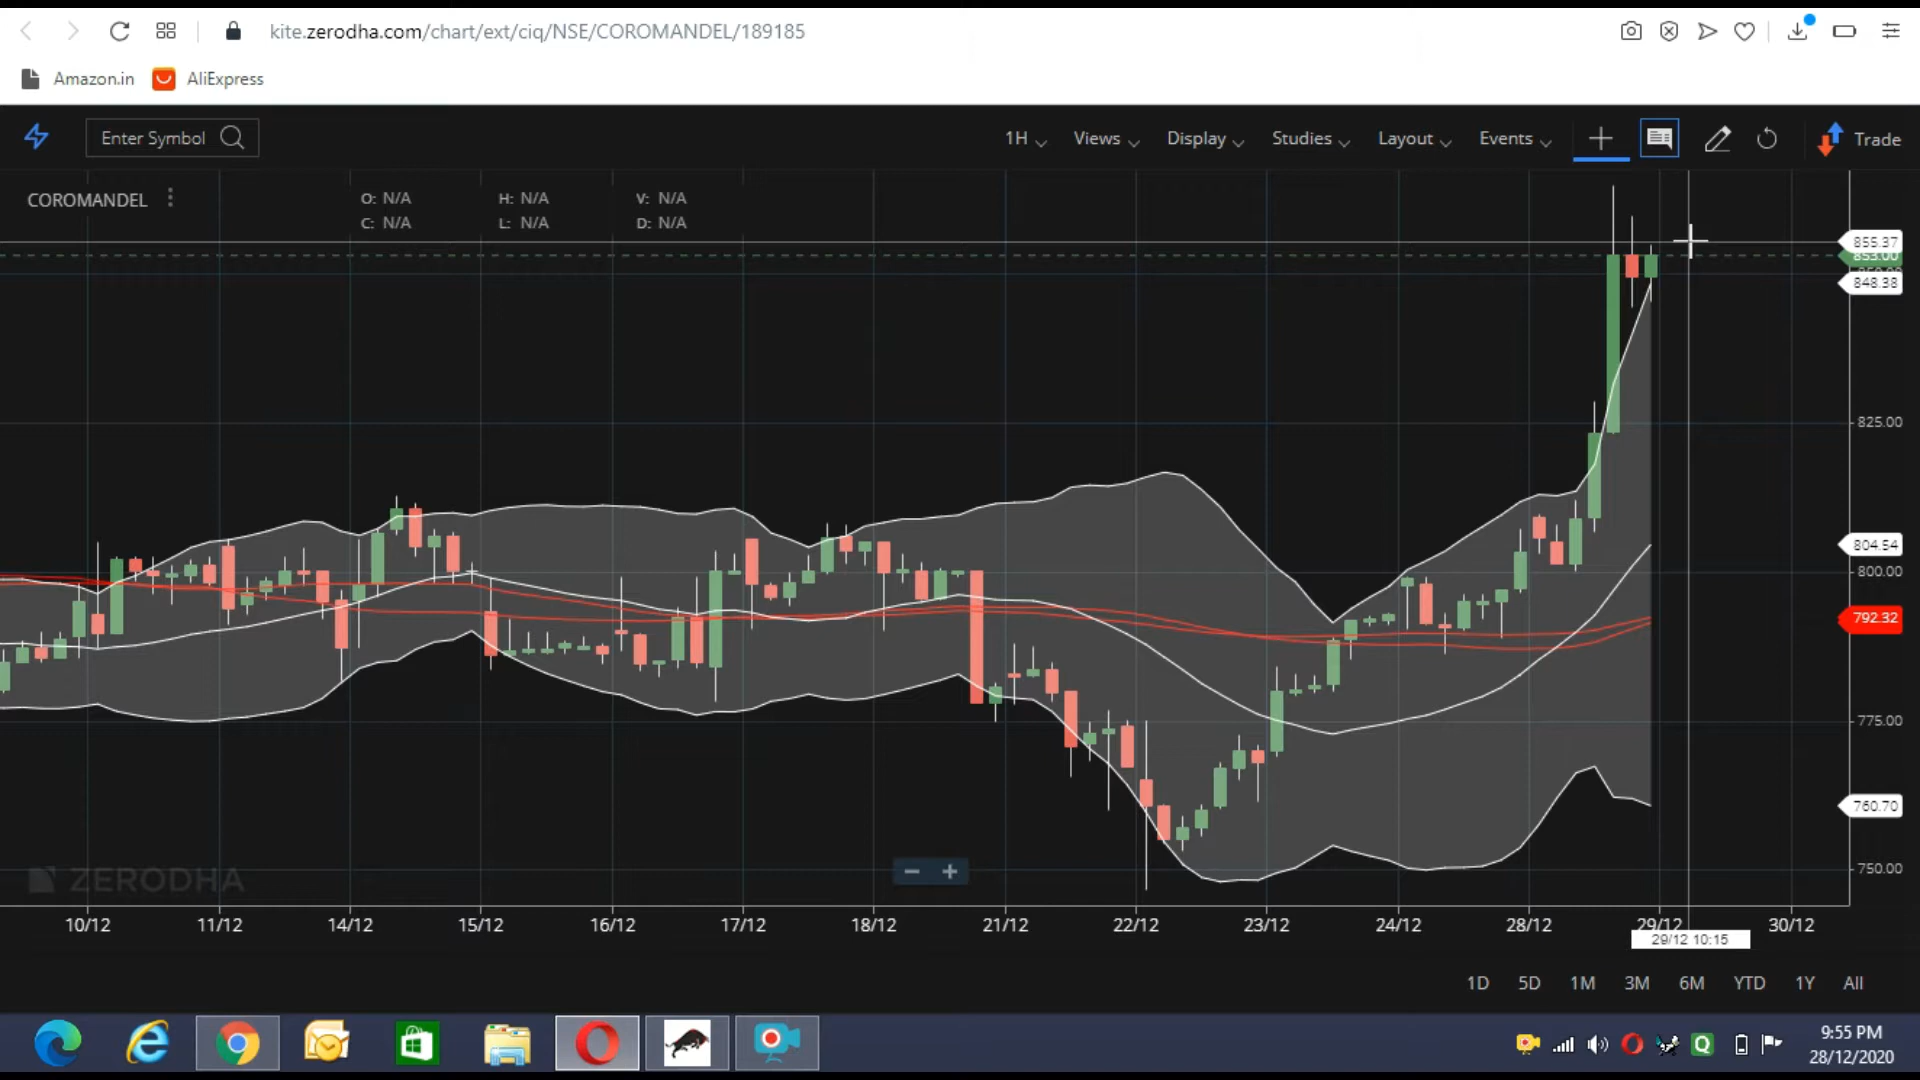 kite.zerodha.com/chart/ext/ciq/NSE/COROMANDEL/189185
Amazon.in AliExpress
Enter Symbol 1H Views Display Studies Layout Events Trade
COROMANDEL O: N/A H: N/A V: N/A
C: N/A L: N/A D: N/A
855.37
853.00
848.38
825.00
804.54
800.00
792.32
775.00
760.70
750.00
ZERODHA
10/12 11/12 14/12 15/12 16/12 17/12 18/12 21/12 22/12 23/12 24/12 28/12 29/12 30/12
29/12 10:15
1D 5D 1M 3M 6M YTD 1Y All
9:55 PM
28/12/2020